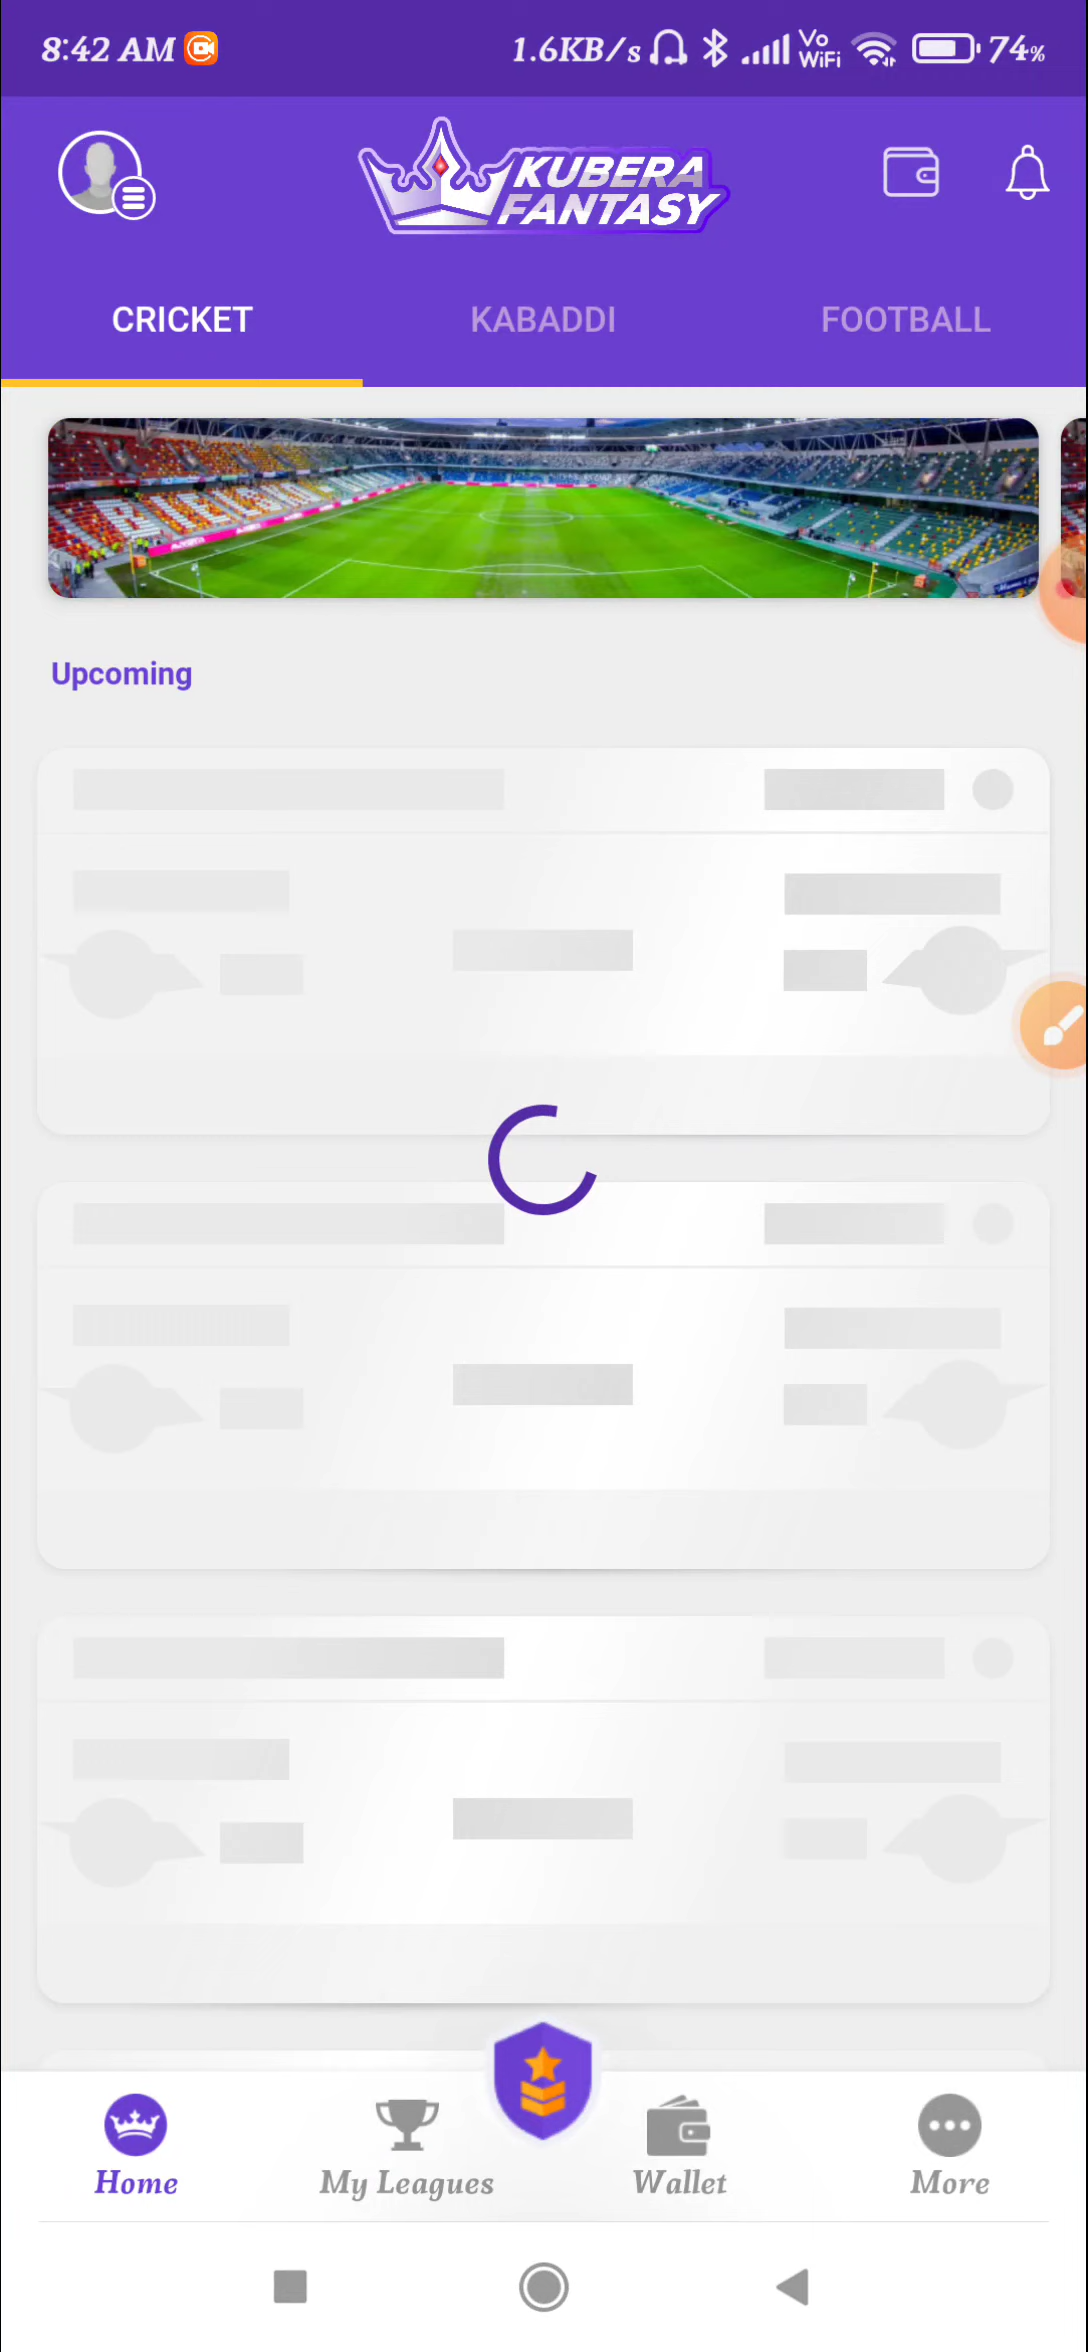 8:42 AM 1.6KB/s Vo WiFi 74%
KUBERA
FANTASY
CRICKET KABADDI FOOTBALL
Upcoming
Home My Leagues Wallet More